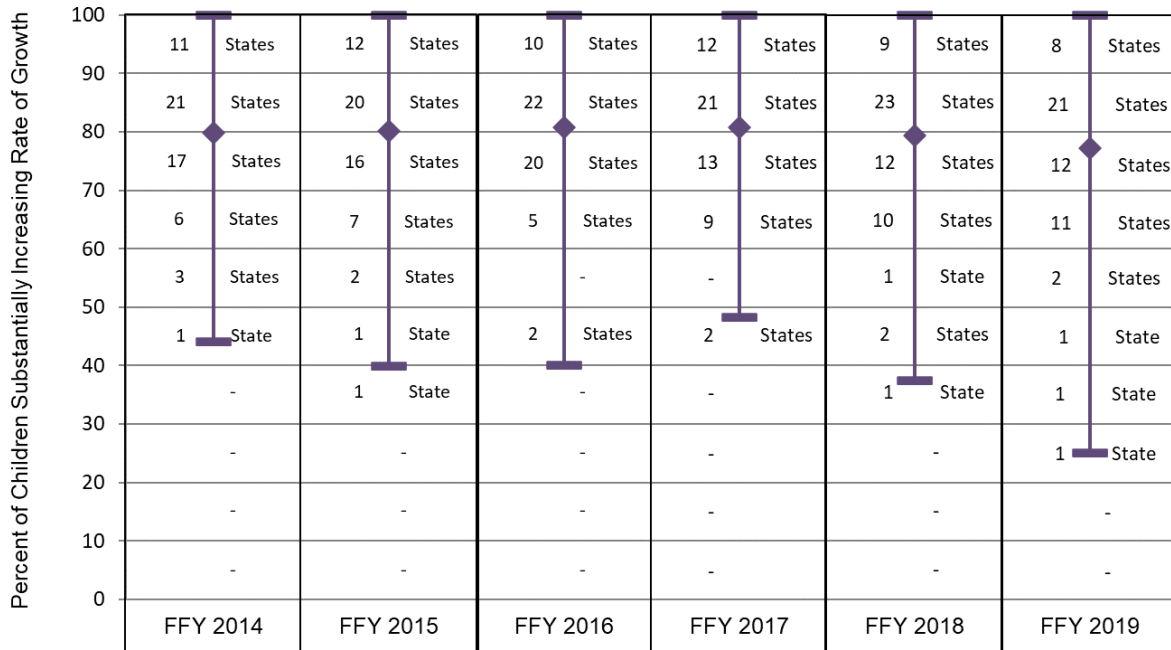 Percent of Children Substantially Increasing Rate of Growth
100
11 States 12 States 10 States 12 States 9 States 8 States
90
21 States 20 States 22 States 21 States 23 States 21 States
80
17 States 16 States 20 States 13 States 12 States 12 States
70
6 States 7 States 5 States 9 States 10 States 11 States
60
3 States 2 States - - 1 State 2 States
50
1 State 1 State 2 States 2 States 2 States 1 State
40
- 1 State - - 1 State 1 State
30
- - - - - 1 State
20
- - - - - -
10
- - - - - -
0
FFY 2014 FFY 2015 FFY 2016 FFY 2017 FFY 2018 FFY 2019